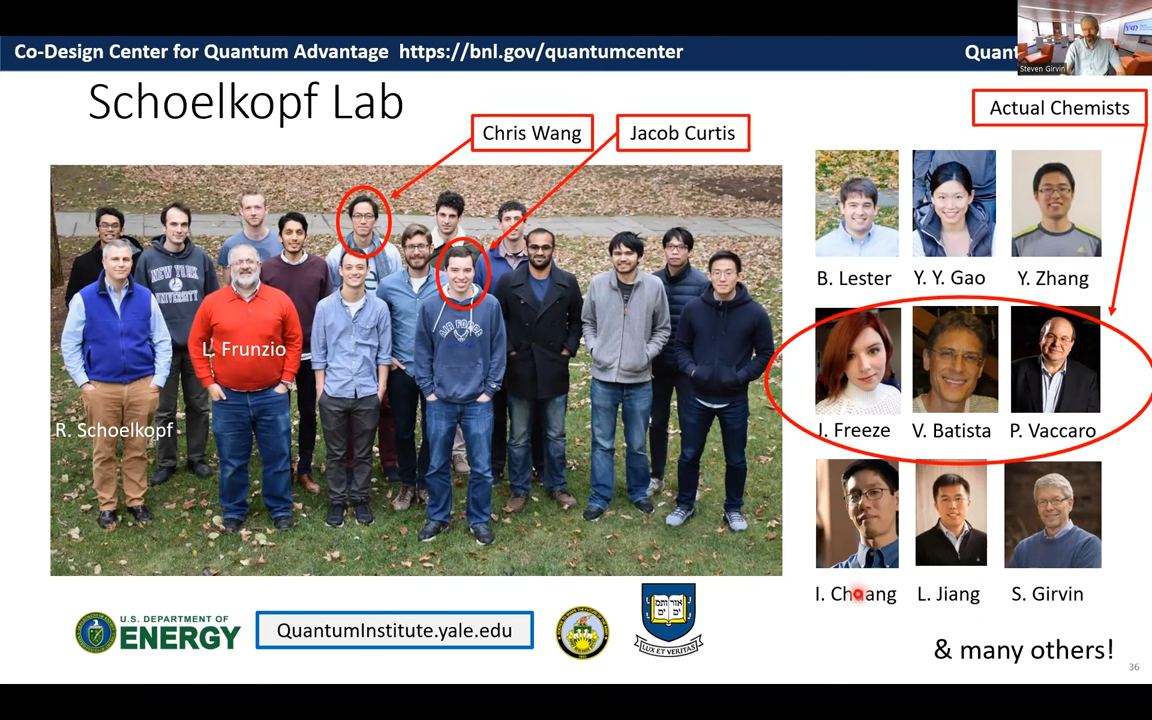 Co-Design Center for Quantum Advantage https://bnl.gov/quantumcenter
Quant
Steven Girvin
Schoelkopf Lab
Chris Wang
Jacob Curtis
Actual Chemists
NEW YORK
UNIVERSITY
AIR FORCE
L. Frunzio
R. Schoelkopf
B. Lester
Y. Y. Gao
Y. Zhang
I. Freeze
V. Batista
P. Vaccaro
I. Chuang
L. Jiang
S. Girvin
U.S. DEPARTMENT OF
ENERGY
QuantumInstitute.yale.edu
LUX ET VERITAS
& many others!
36